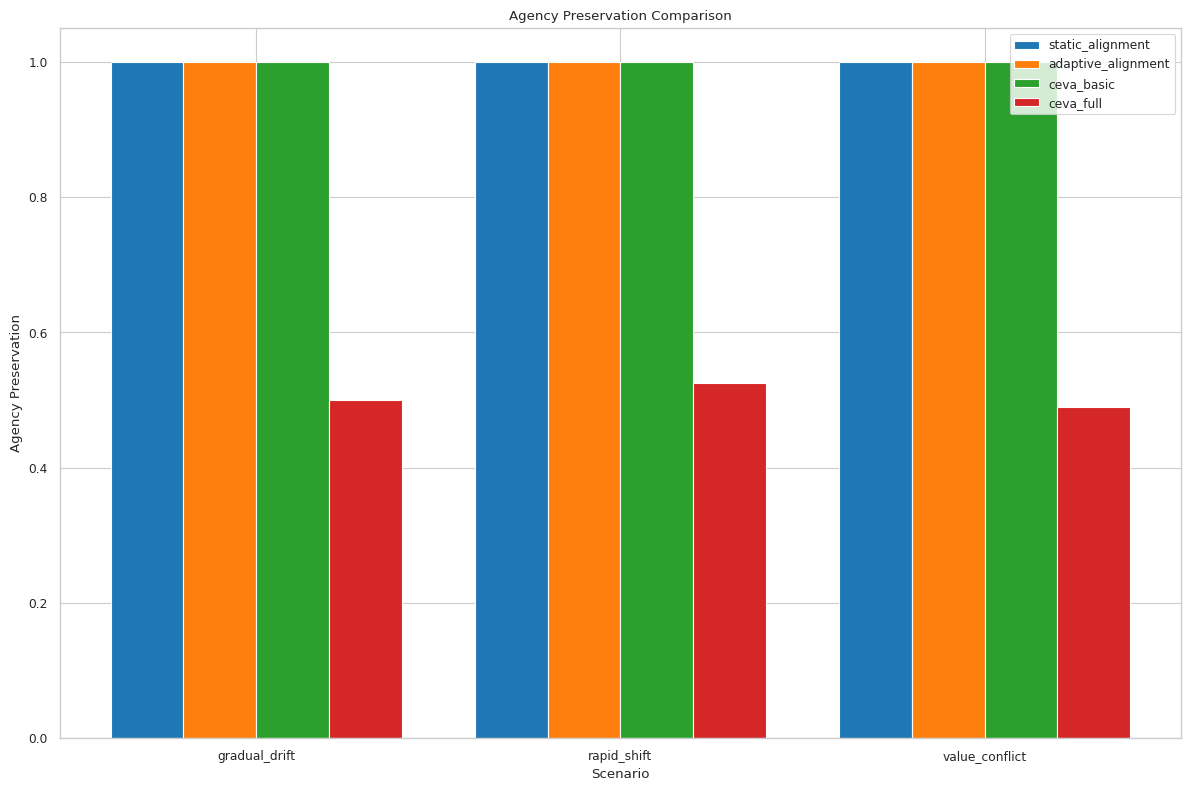 Agency Preservation Comparison
static_alignment
adaptive_alignment
ceva_basic
ceva_full
Agency Preservation
1.0
0.8
0.6
0.4
0.2
0.0
gradual_drift
rapid_shift
value_conflict
Scenario